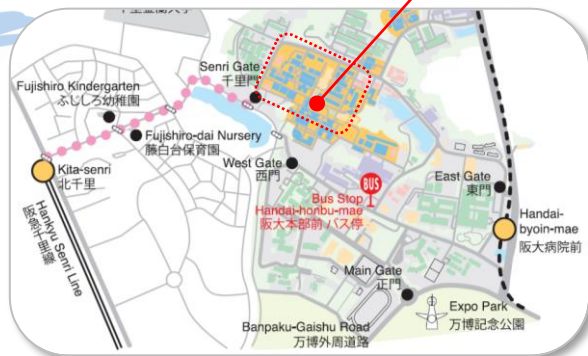 Senri Gate
千里門
Fujishiro Kindergarten
ふじしろ幼稚園
Fujishiro-dai Nursery
藤白台保育園
Kita-senri
北千里
West Gate
西門
BUS
Bus Stop
Handai-honbu-mae
阪大本部前 バス停
East Gate
東門
Handai-
byoin-mae
阪大病院前
Hankyu Senri Line
阪急千里線
Main Gate
正門
Expo Park
万博記念公園
Banpaku-Gaishu Road
万博外周道路